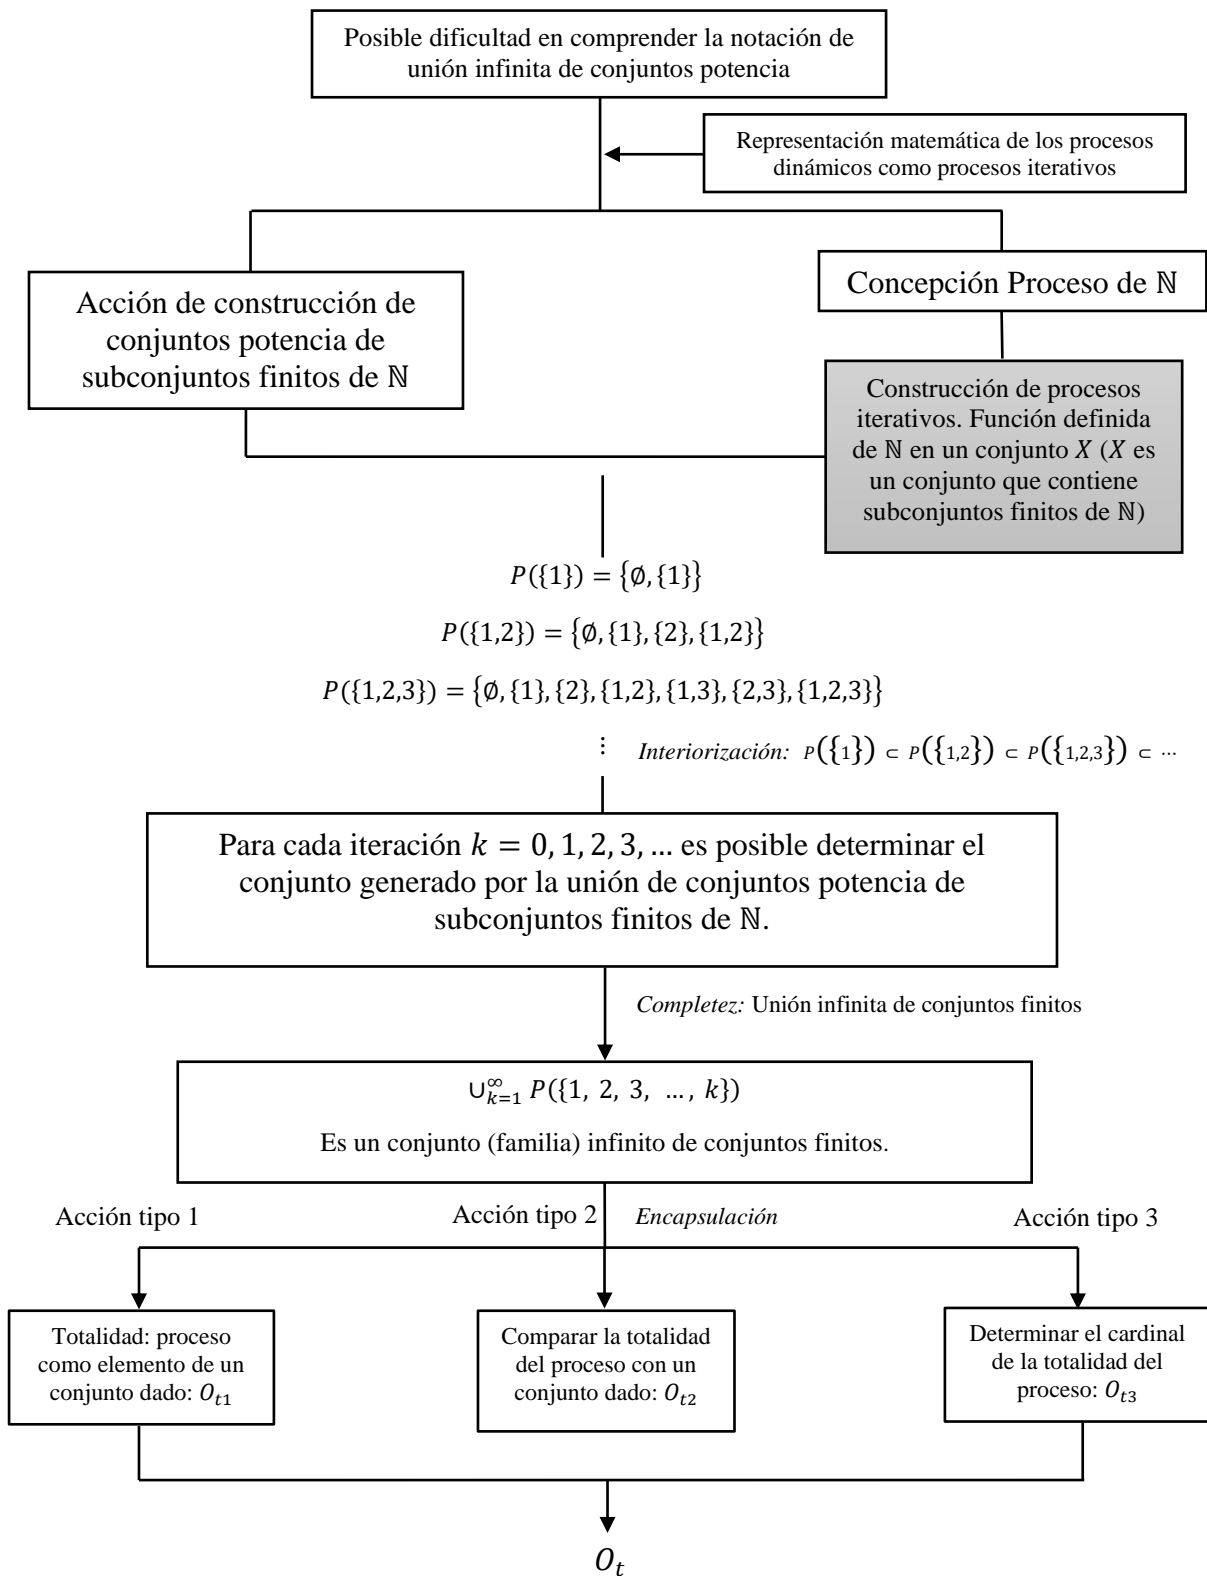 Posible dificultad en comprender la notación de
unión infinita de conjuntos potencia
Representación matemática de los procesos
dinámicos como procesos iterativos
Acción de construcción de
conjuntos potencia de
subconjuntos finitos de ℕ
Concepción Proceso de ℕ
Construcción de procesos
iterativos. Función definida
de ℕ en un conjunto X (X es
un conjunto que contiene
subconjuntos finitos de ℕ)
P({1}) = {∅, {1}}
P({1,2}) = {∅, {1}, {2}, {1,2}}
P({1,2,3}) = {∅, {1}, {2}, {1,2}, {1,3}, {2,3}, {1,2,3}}
⋮ Interiorización: P({1}) ⊂ P({1,2}) ⊂ P({1,2,3}) ⊂ ⋯
Para cada iteración k = 0, 1, 2, 3, … es posible determinar el
conjunto generado por la unión de conjuntos potencia de
subconjuntos finitos de ℕ.
Completez: Unión infinita de conjuntos finitos
∪_{k=1}^{∞} P({1, 2, 3, …, k})
Es un conjunto (familia) infinito de conjuntos finitos.
Acción tipo 1
Acción tipo 2
Encapsulación
Acción tipo 3
Totalidad: proceso
como elemento de un
conjunto dado: O_{t1}
Comparar la totalidad
del proceso con un
conjunto dado: O_{t2}
Determinar el cardinal
de la totalidad del
proceso: O_{t3}
O_t